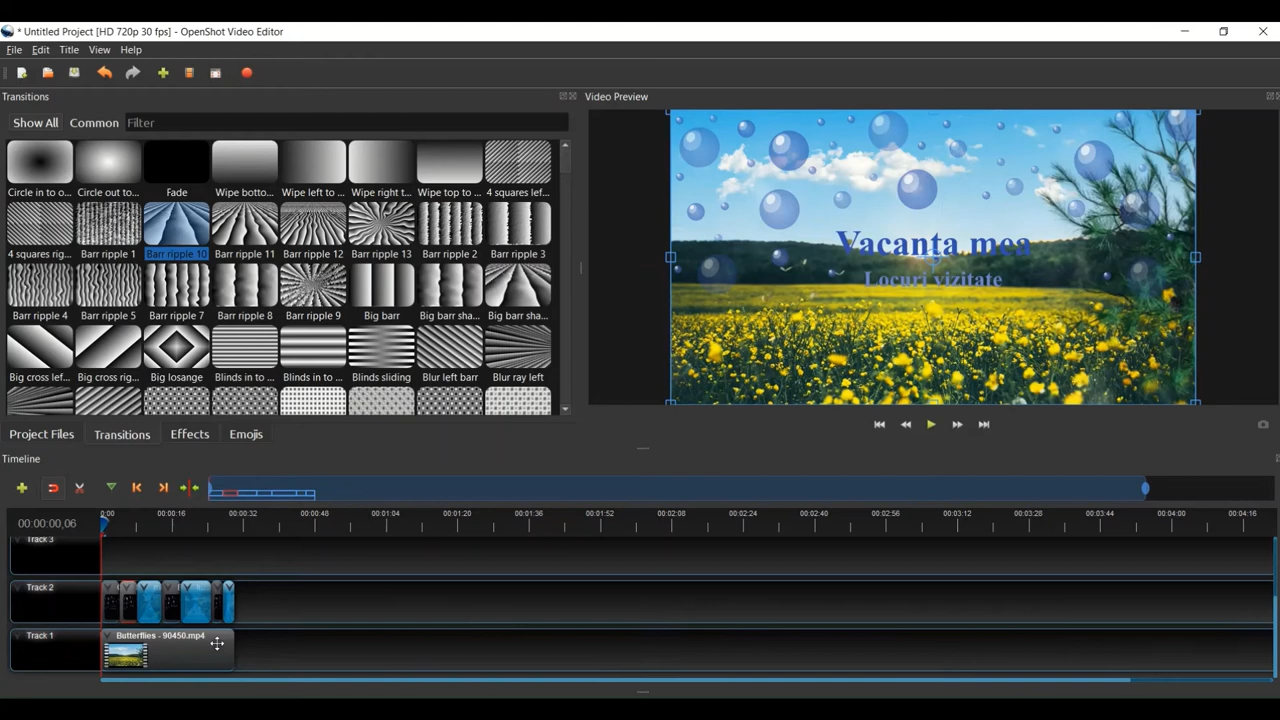 * Untitled Project [HD 720p 30 fps] - OpenShot Video Editor
File Edit Title View Help
Transitions
Video Preview
Show All Common Filter
Circle in to o... Circle out to... Fade Wipe botto... Wipe left to ... Wipe right t... Wipe top to ... 4 squares lef...
4 squares rig... Barr ripple 1 Barr ripple 10 Barr ripple 11 Barr ripple 12 Barr ripple 13 Barr ripple 2 Barr ripple 3
Barr ripple 4 Barr ripple 5 Barr ripple 7 Barr ripple 8 Barr ripple 9 Big barr Big barr sha... Big barr sha...
Big cross lef... Big cross rig... Big losange Blinds in to ... Blinds in to ... Blinds sliding Blur left barr Blur ray left
Vacanța mea
Locuri vizitate
Project Files Transitions Effects Emojis
Timeline
00:00:00,06
0:00 00:00:16 00:00:32 00:00:48 00:01:04 00:01:20 00:01:36 00:01:52 00:02:08 00:02:24 00:02:40 00:02:56 00:03:12 00:03:28 00:03:44 00:04:00 00:04:16
Track 3
Track 2
Track 1
Butterflies - 90450.mp4